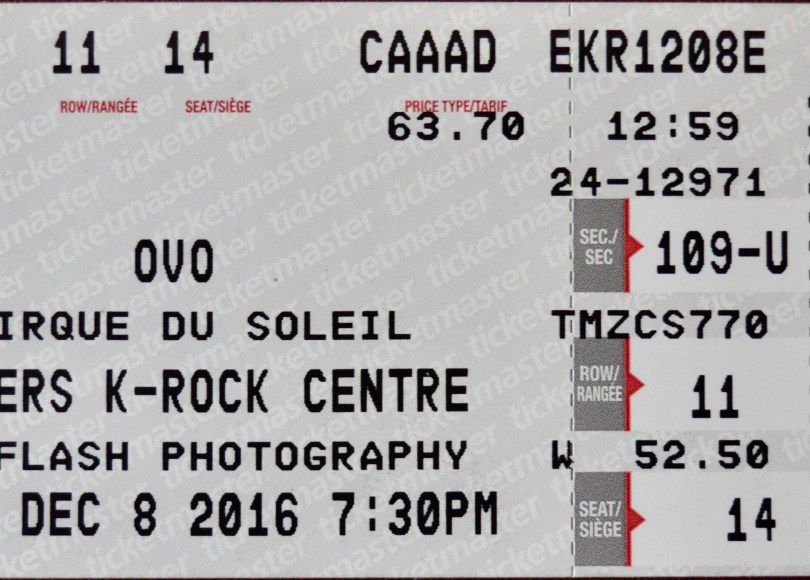 11 14 CAAAD EKR1208E
ROW/RANGÉE SEAT/SIÈGE PRICE TYPE/TARIF
63.70 12:59
24-12971
SEC./
SEC 109-U
OVO
IRQUE DU SOLEIL TMZCS770
ERS K-ROCK CENTRE ROW/
RANGÉE 11
FLASH PHOTOGRAPHY W 52.50
DEC 8 2016 7:30PM SEAT/
SIÈGE 14
ticketmaster